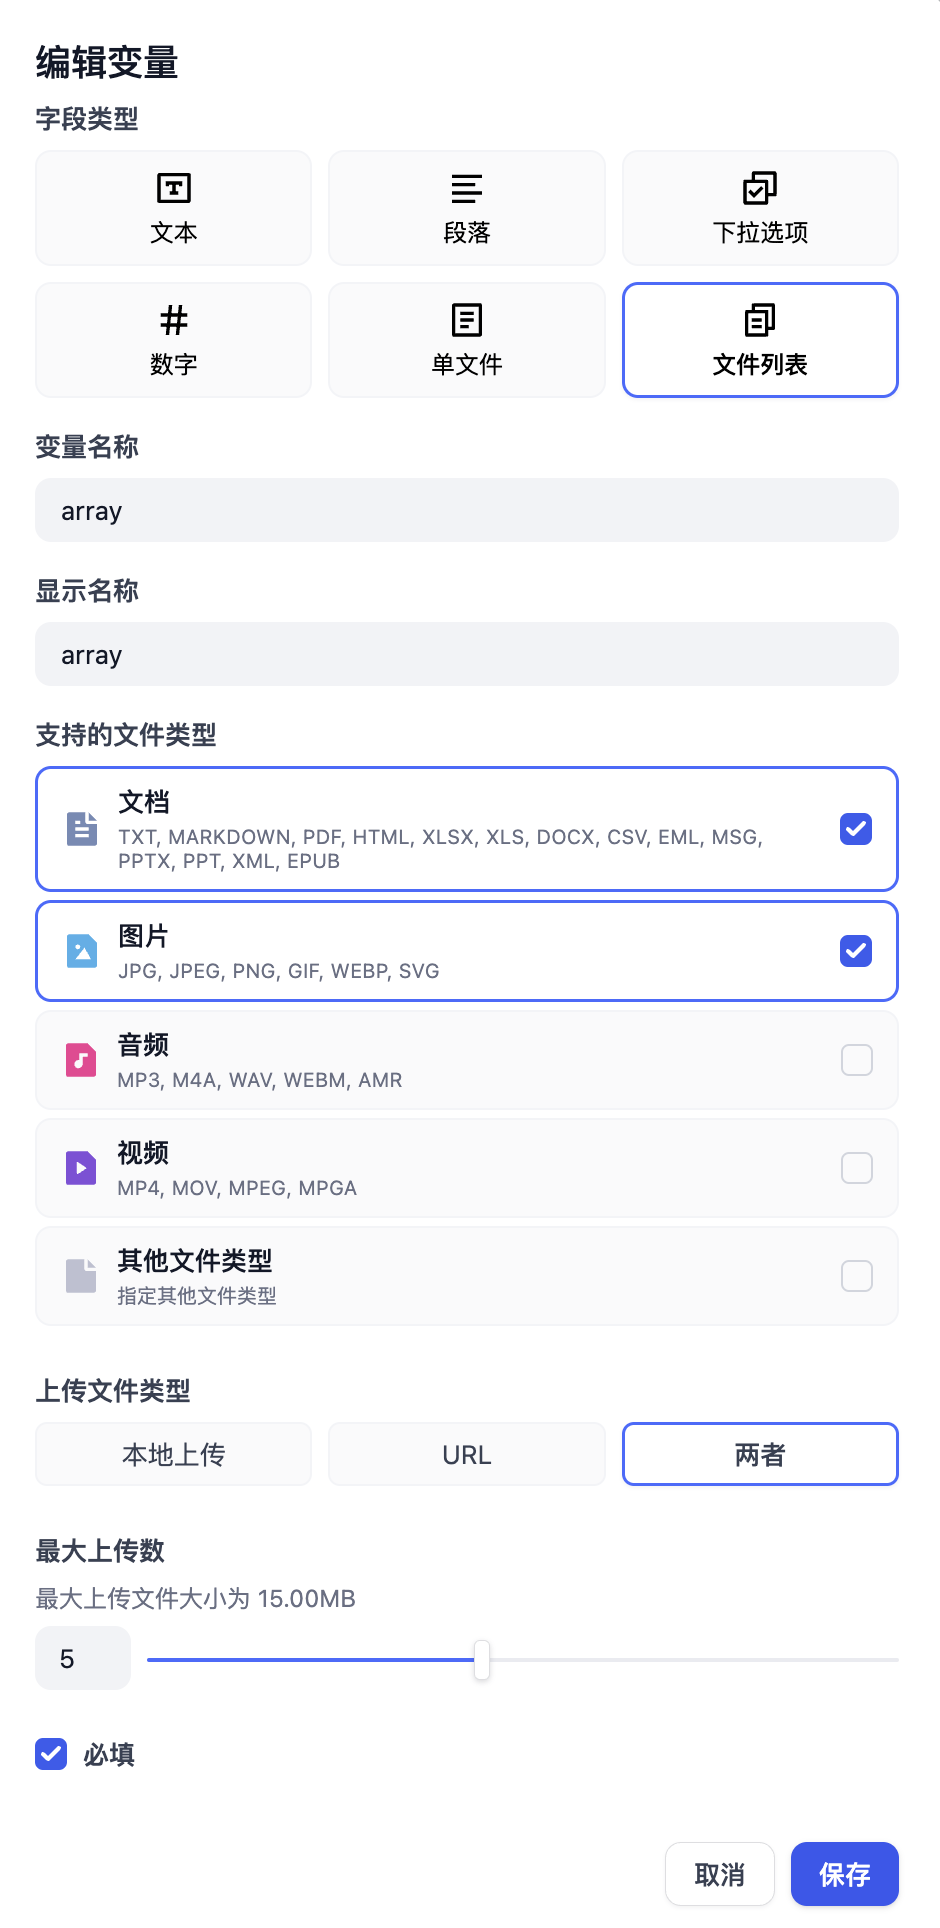 编辑变量
字段类型
文本
段落
下拉选项
数字
单文件
文件列表
变量名称
array
显示名称
array
支持的文件类型
文档
TXT, MARKDOWN, PDF, HTML, XLSX, XLS, DOCX, CSV, EML, MSG,
PPTX, PPT, XML, EPUB
图片
JPG, JPEG, PNG, GIF, WEBP, SVG
音频
MP3, M4A, WAV, WEBM, AMR
视频
MP4, MOV, MPEG, MPGA
其他文件类型
指定其他文件类型
上传文件类型
本地上传
URL
两者
最大上传数
最大上传文件大小为 15.00MB
5
必填
取消
保存